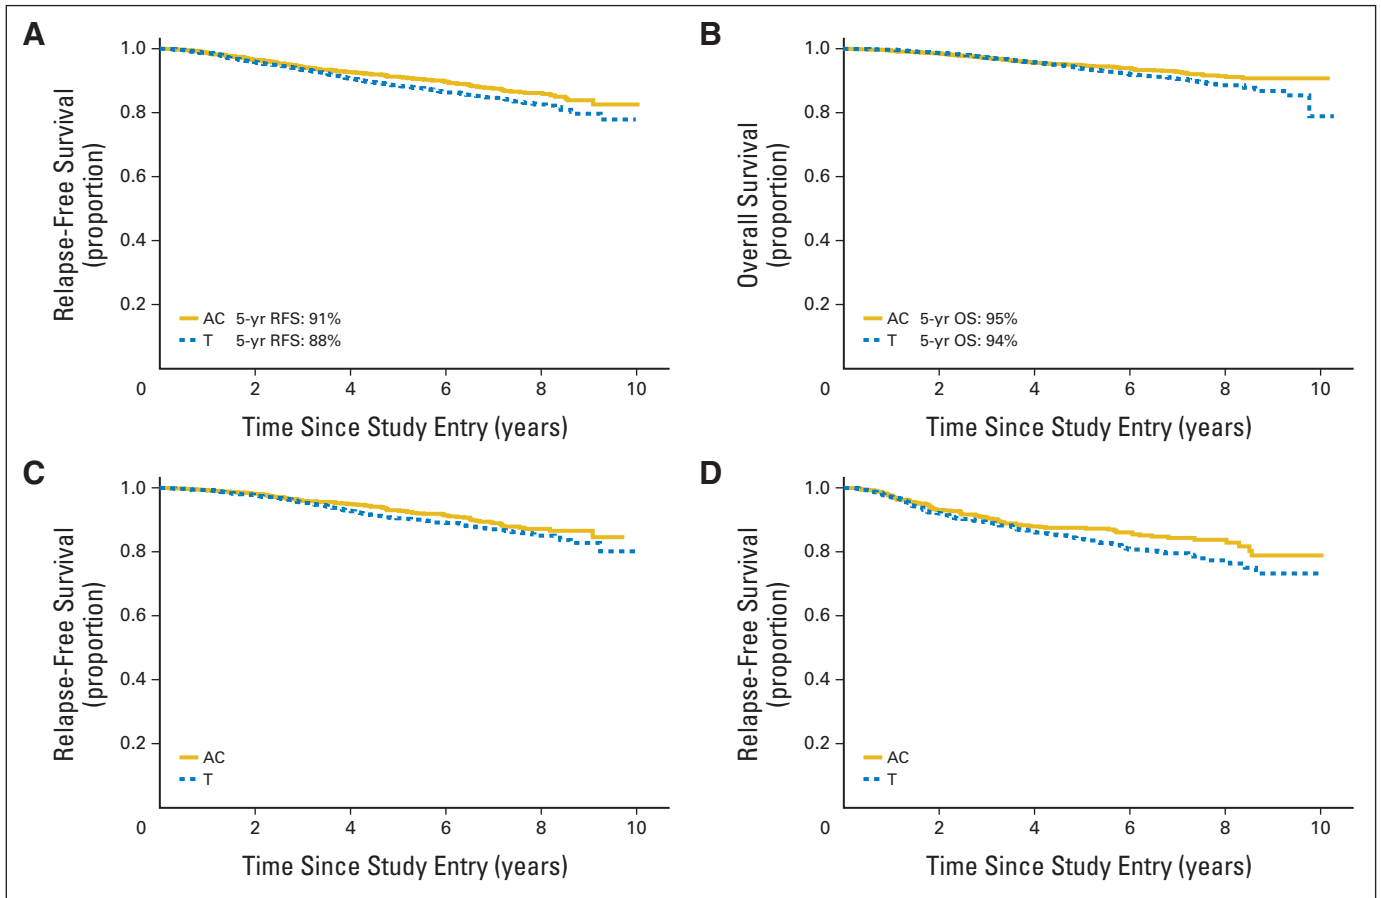 A
Relapse-Free Survival
(proportion)
1.0
0.8
0.6
0.4
0.2
AC 5-yr RFS: 91%
T 5-yr RFS: 88%
0 2 4 6 8 10
Time Since Study Entry (years)
B
Overall Survival
(proportion)
1.0
0.8
0.6
0.4
0.2
AC 5-yr OS: 95%
T 5-yr OS: 94%
0 2 4 6 8 10
Time Since Study Entry (years)
C
Relapse-Free Survival
(proportion)
1.0
0.8
0.6
0.4
0.2
AC
T
0 2 4 6 8 10
Time Since Study Entry (years)
D
Relapse-Free Survival
(proportion)
1.0
0.8
0.6
0.4
0.2
AC
T
0 2 4 6 8 10
Time Since Study Entry (years)